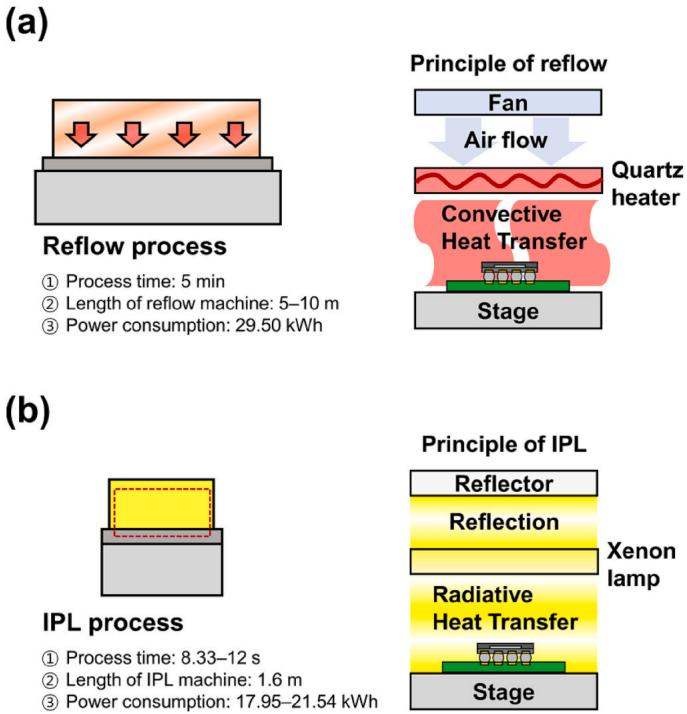 (a)
Reflow process
① Process time: 5 min
② Length of reflow machine: 5–10 m
③ Power consumption: 29.50 kWh
Principle of reflow
Fan
Air flow
Quartz
heater
Convective
Heat Transfer
Stage
(b)
IPL process
① Process time: 8.33–12 s
② Length of IPL machine: 1.6 m
③ Power consumption: 17.95–21.54 kWh
Principle of IPL
Reflector
Reflection
Xenon
lamp
Radiative
Heat Transfer
Stage